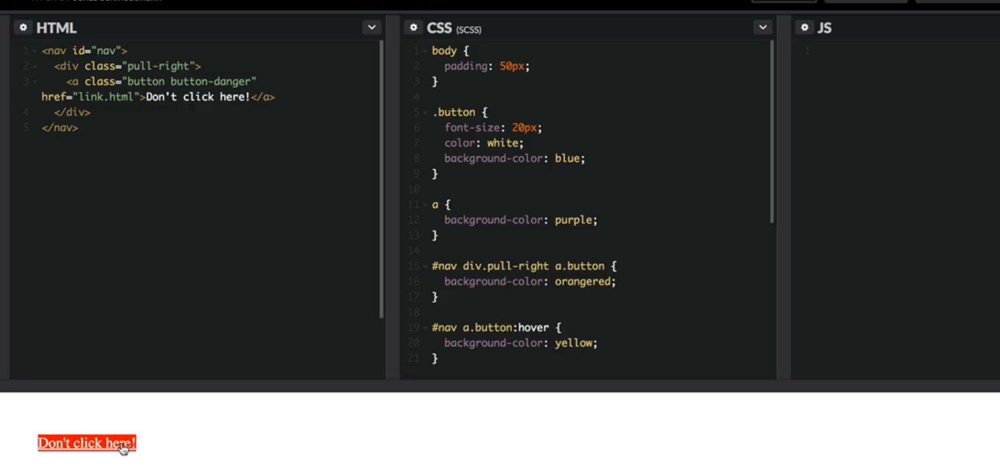 HTML
1 <nav id="nav">
2 <div class="pull-right">
3 <a class="button button-danger"
href="link.html">Don't click here!</a>
4 </div>
5 </nav>
CSS (SCSS)
1 body {
2 padding: 50px;
3 }
4
5 .button {
6 font-size: 20px;
7 color: white;
8 background-color: blue;
9 }
10
11 a {
12 background-color: purple;
13 }
14
15 #nav div.pull-right a.button {
16 background-color: orangered;
17 }
18
19 #nav a.button:hover {
20 background-color: yellow;
21 }
JS
1
Don't click here!